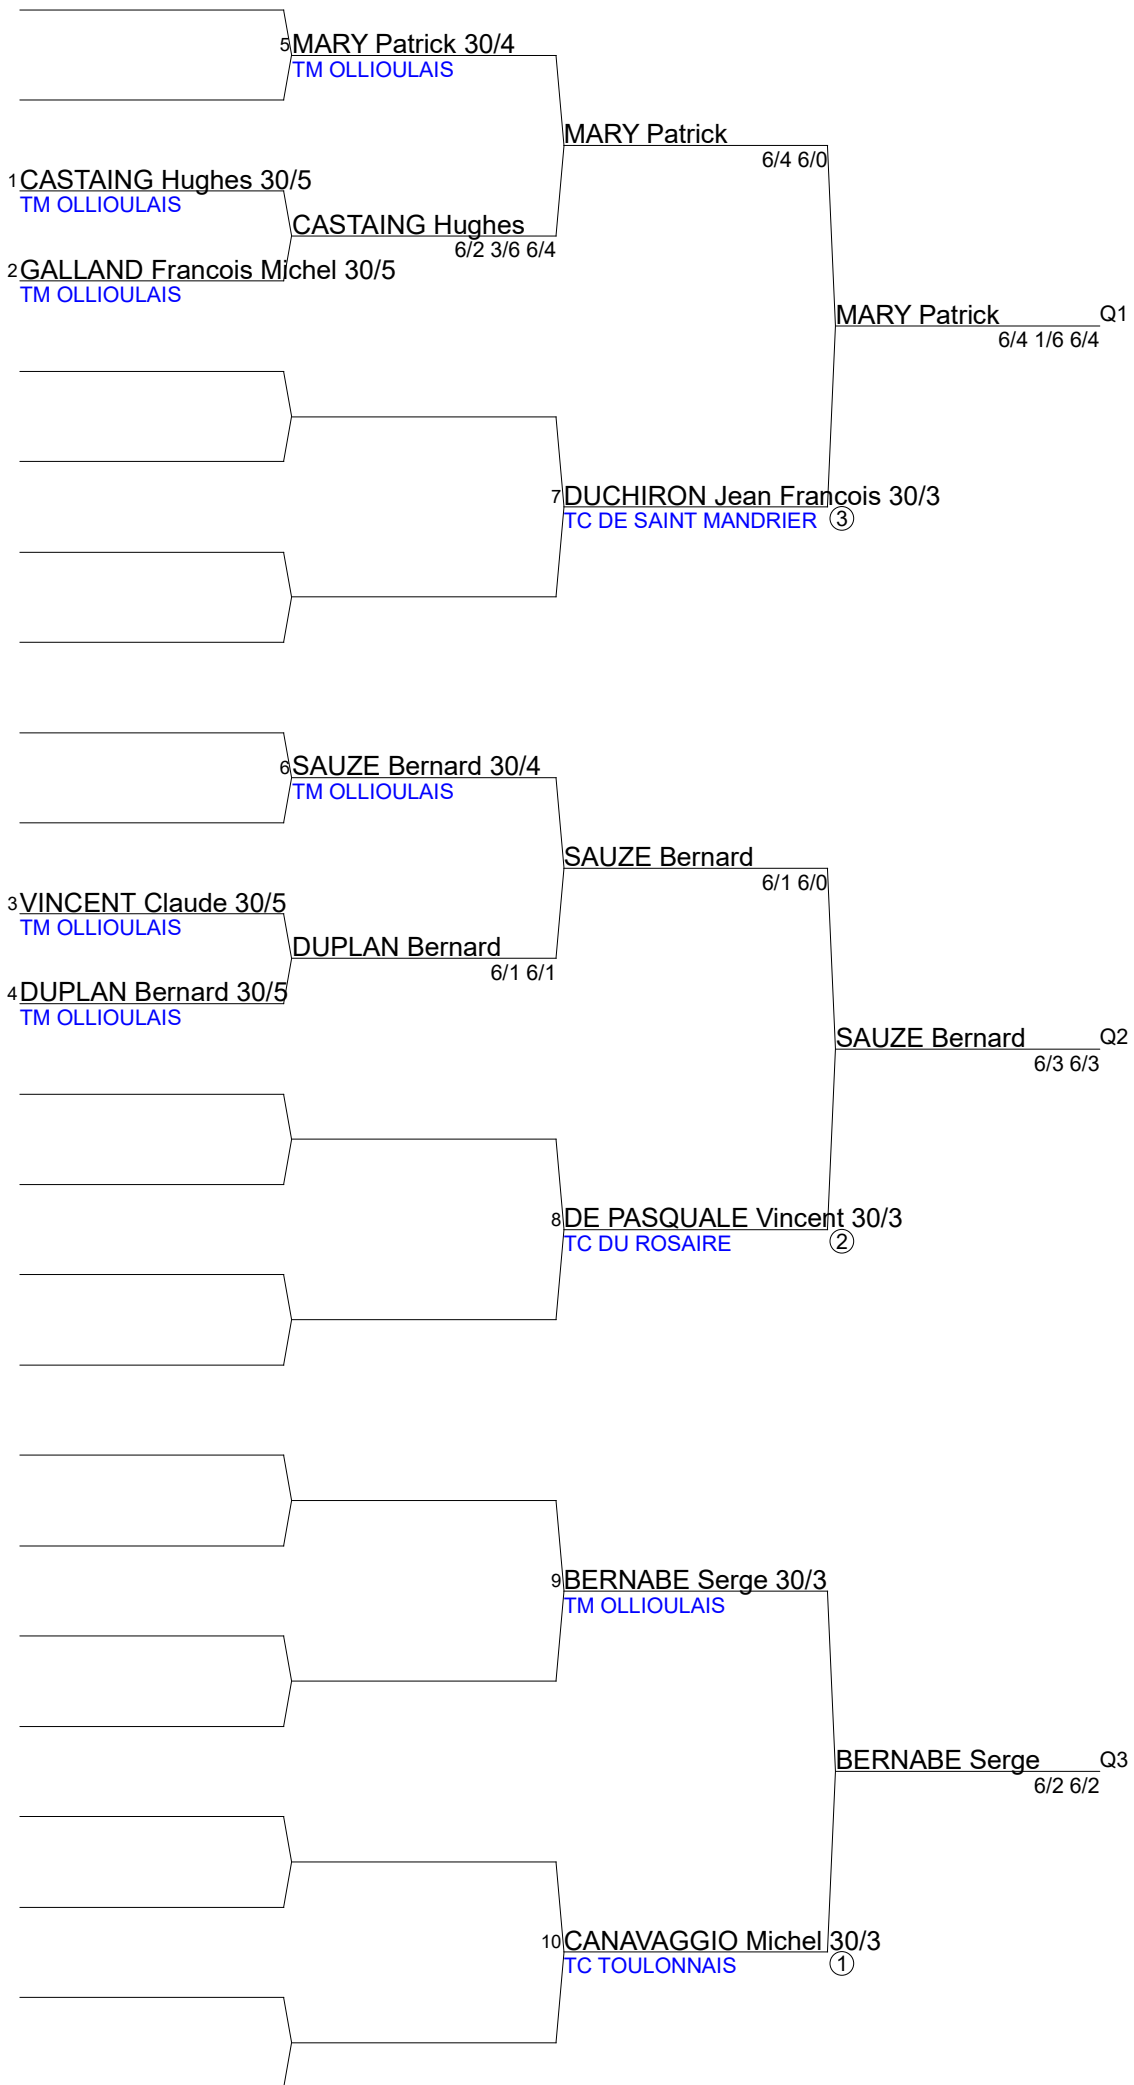 5 MARY Patrick 30/4
TM OLLIOULAIS
MARY Patrick
6/4 6/0
1 CASTAING Hughes 30/5
TM OLLIOULAIS
CASTAING Hughes
6/2 3/6 6/4
2 GALLAND Francois Michel 30/5
TM OLLIOULAIS
MARY Patrick Q1
6/4 1/6 6/4
7 DUCHIRON Jean Francois 30/3
TC DE SAINT MANDRIER 3
6 SAUZE Bernard 30/4
TM OLLIOULAIS
SAUZE Bernard
6/1 6/0
3 VINCENT Claude 30/5
TM OLLIOULAIS
DUPLAN Bernard
6/1 6/1
4 DUPLAN Bernard 30/5
TM OLLIOULAIS
SAUZE Bernard Q2
6/3 6/3
8 DE PASQUALE Vincent 30/3
TC DU ROSAIRE 2
9 BERNABE Serge 30/3
TM OLLIOULAIS
BERNABE Serge Q3
6/2 6/2
10 CANAVAGGIO Michel 30/3
TC TOULONNAIS 1